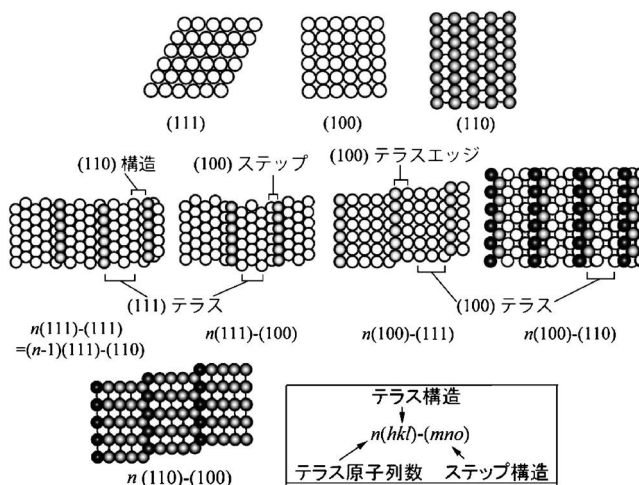 (111)
(100)
(110)
(110) 構造
(100) ステップ
(100) テラスエッジ
(111) テラス
(100) テラス
n(111)-(111)
=(n-1)(111)-(110)
n(111)-(100)
n(100)-(111)
n(100)-(110)
n (110)-(100)
テラス構造
n(hkl)-(mno)
テラス原子列数
ステップ構造